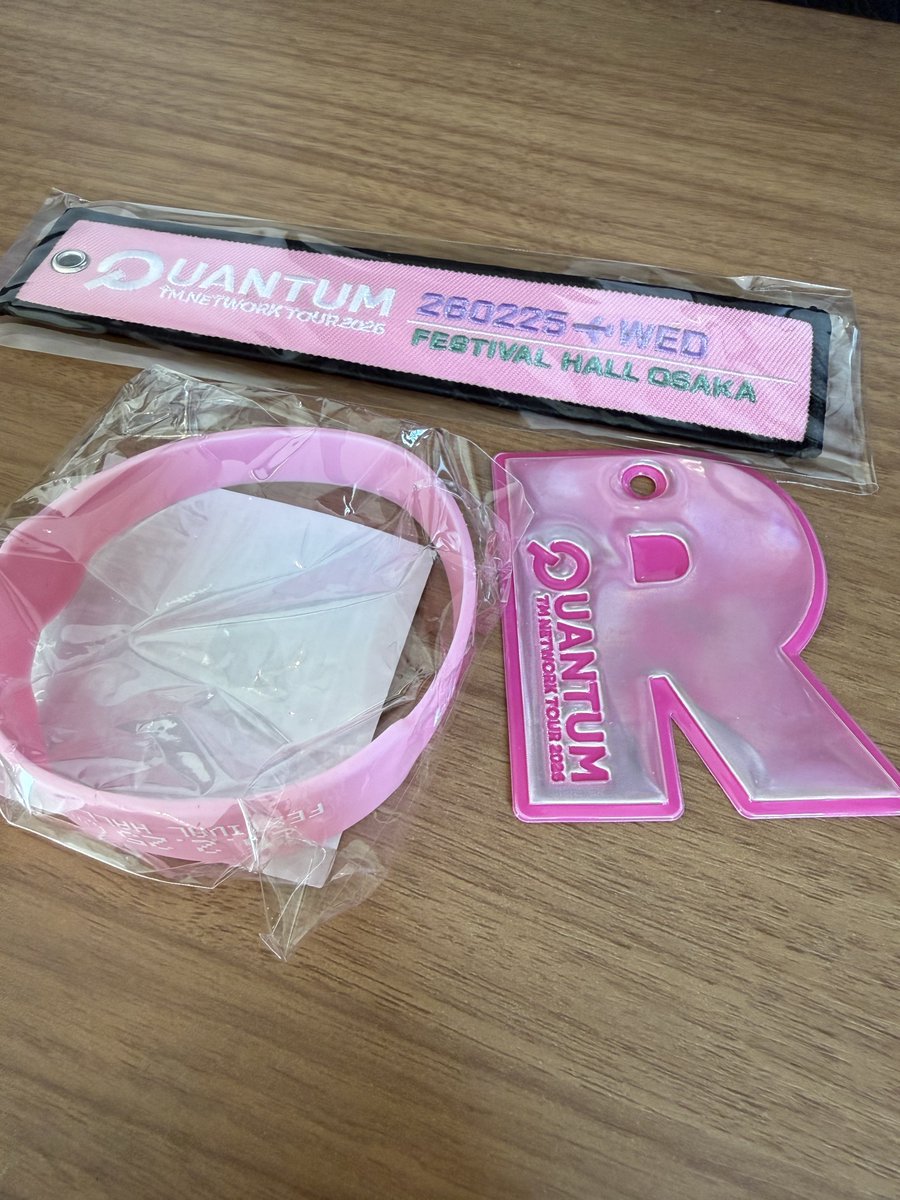 QUANTUM
TM NETWORK TOUR 2026
260225 WED
FESTIVAL HALL OSAKA
R
QUANTUM
TM NETWORK TOUR 2026